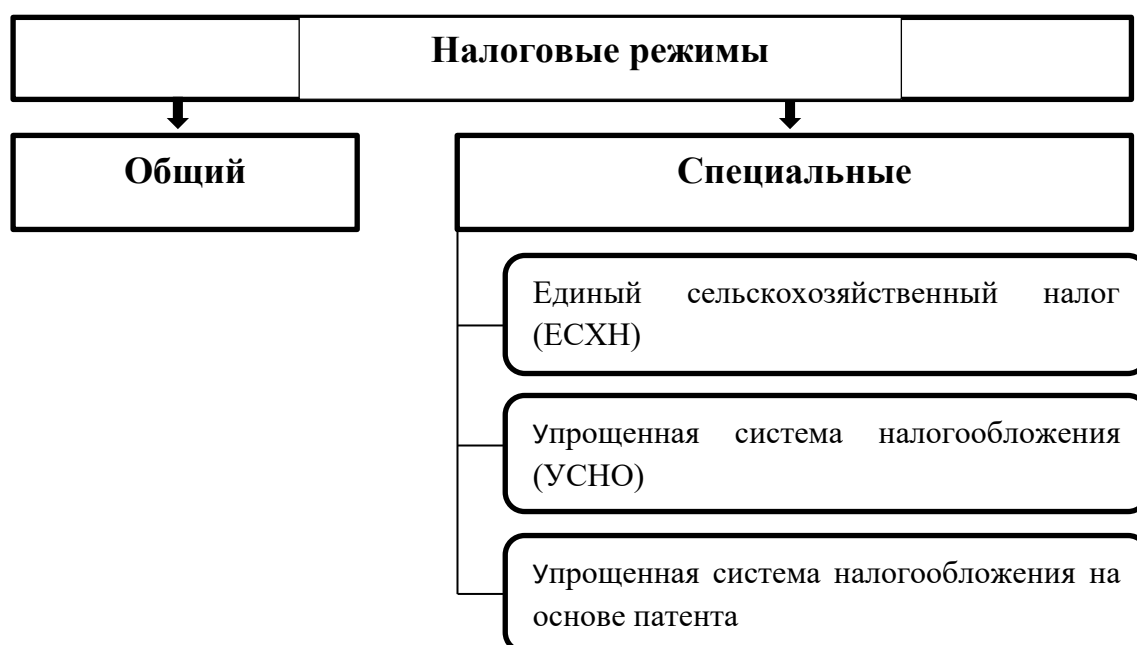 Налоговые режимы
Общий
Специальные
Единый сельскохозяйственный налог
(ЕСХН)
Упрощенная система налогообложения
(УСНО)
Упрощенная система налогообложения на
основе патента